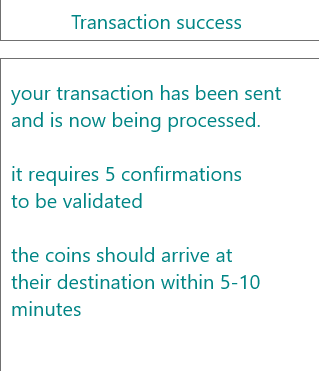 Transaction success
your transaction has been sent
and is now being processed.
it requires 5 confirmations
to be validated
the coins should arrive at
their destination within 5-10
minutes